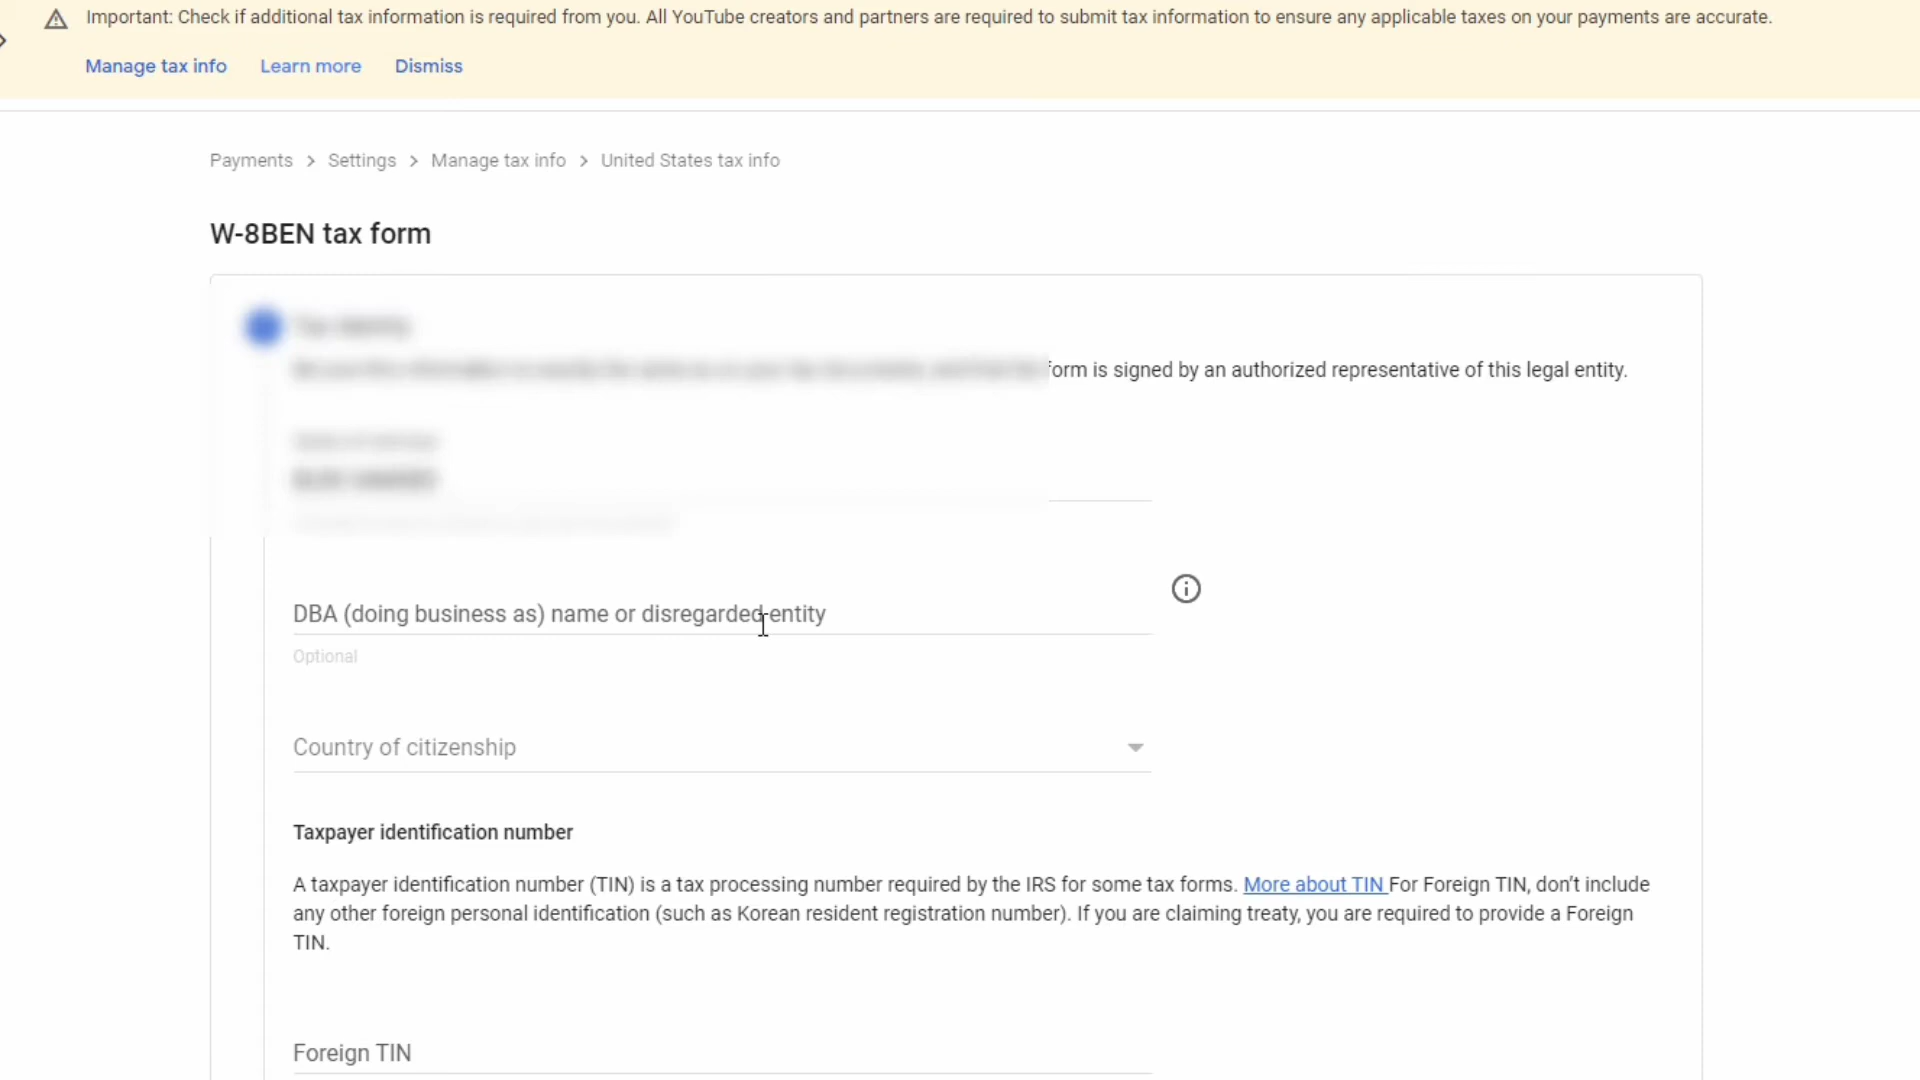 Important: Check if additional tax information is required from you. All YouTube creators and partners are required to submit tax information to ensure any applicable taxes on your payments are accurate.
Manage tax info Learn more Dismiss
Payments > Settings > Manage tax info > United States tax info
W-8BEN tax form
form is signed by an authorized representative of this legal entity.
DBA (doing business as) name or disregarded entity
Optional
Country of citizenship
Taxpayer identification number
A taxpayer identification number (TIN) is a tax processing number required by the IRS for some tax forms. More about TIN For Foreign TIN, don't include
any other foreign personal identification (such as Korean resident registration number). If you are claiming treaty, you are required to provide a Foreign
TIN.
Foreign TIN